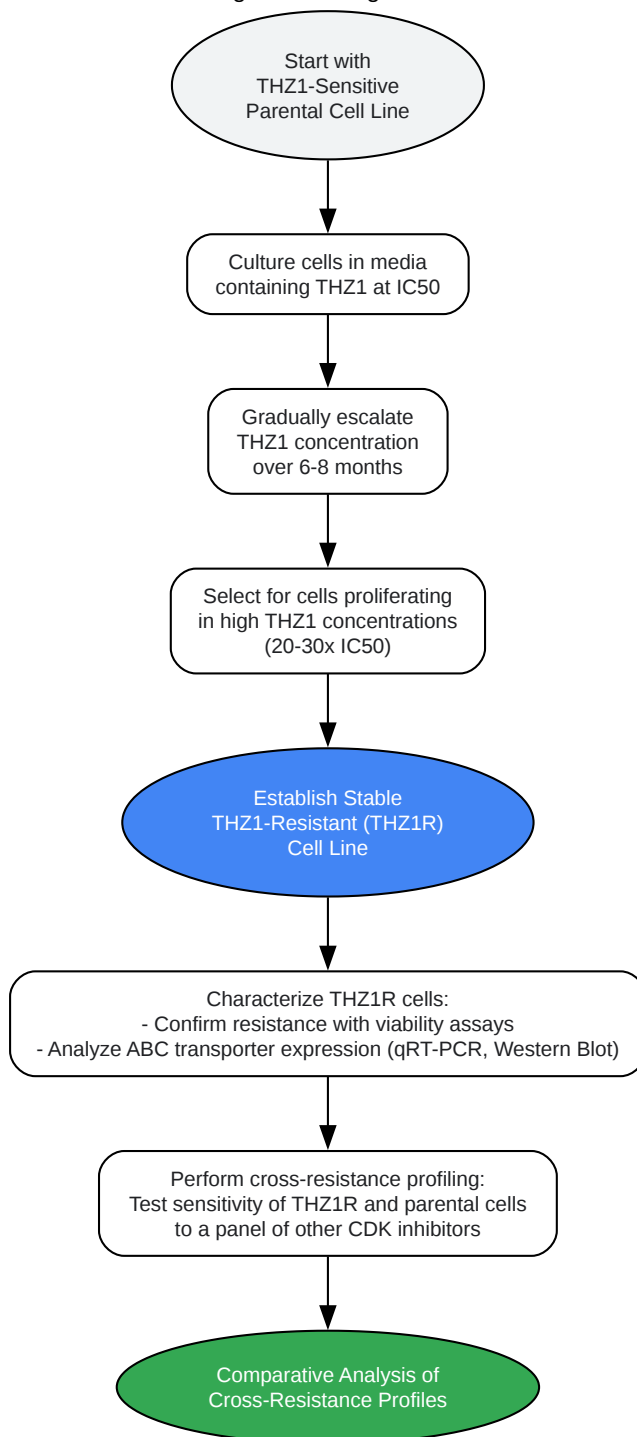 Start with
THZ1-Sensitive
Parental Cell Line
Culture cells in media
containing THZ1 at IC50
Gradually escalate
THZ1 concentration
over 6-8 months
Select for cells proliferating
in high THZ1 concentrations
(20-30x IC50)
Establish Stable
THZ1-Resistant (THZ1R)
Cell Line
Characterize THZ1R cells:
- Confirm resistance with viability assays
- Analyze ABC transporter expression (qRT-PCR, Western Blot)
Perform cross-resistance profiling:
Test sensitivity of THZ1R and parental cells
to a panel of other CDK inhibitors
Comparative Analysis of
Cross-Resistance Profiles